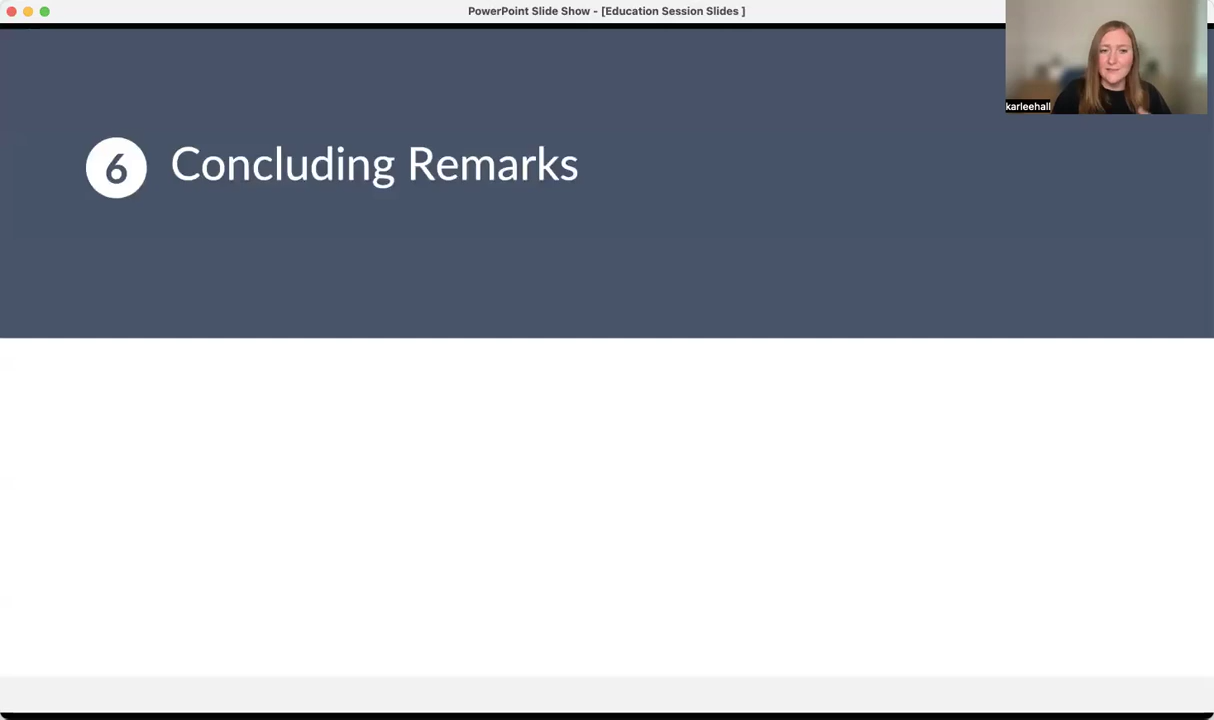 PowerPoint Slide Show - [Education Session Slides ]
karleehall
6 Concluding Remarks